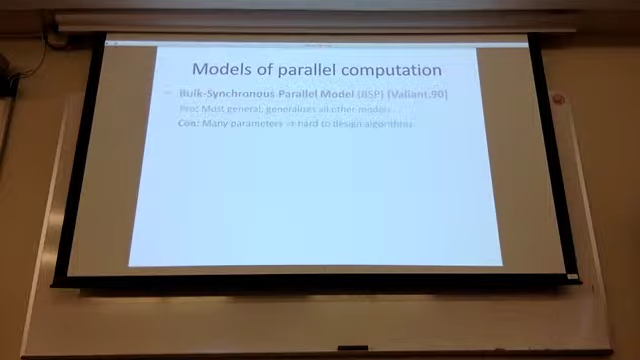 Models of parallel computation
Bulk-Synchronous Parallel Model (BSP) [Valiant,90]
Pro: Most general, generalizes all other models
Con: Many parameters ⇒ hard to design algorithms